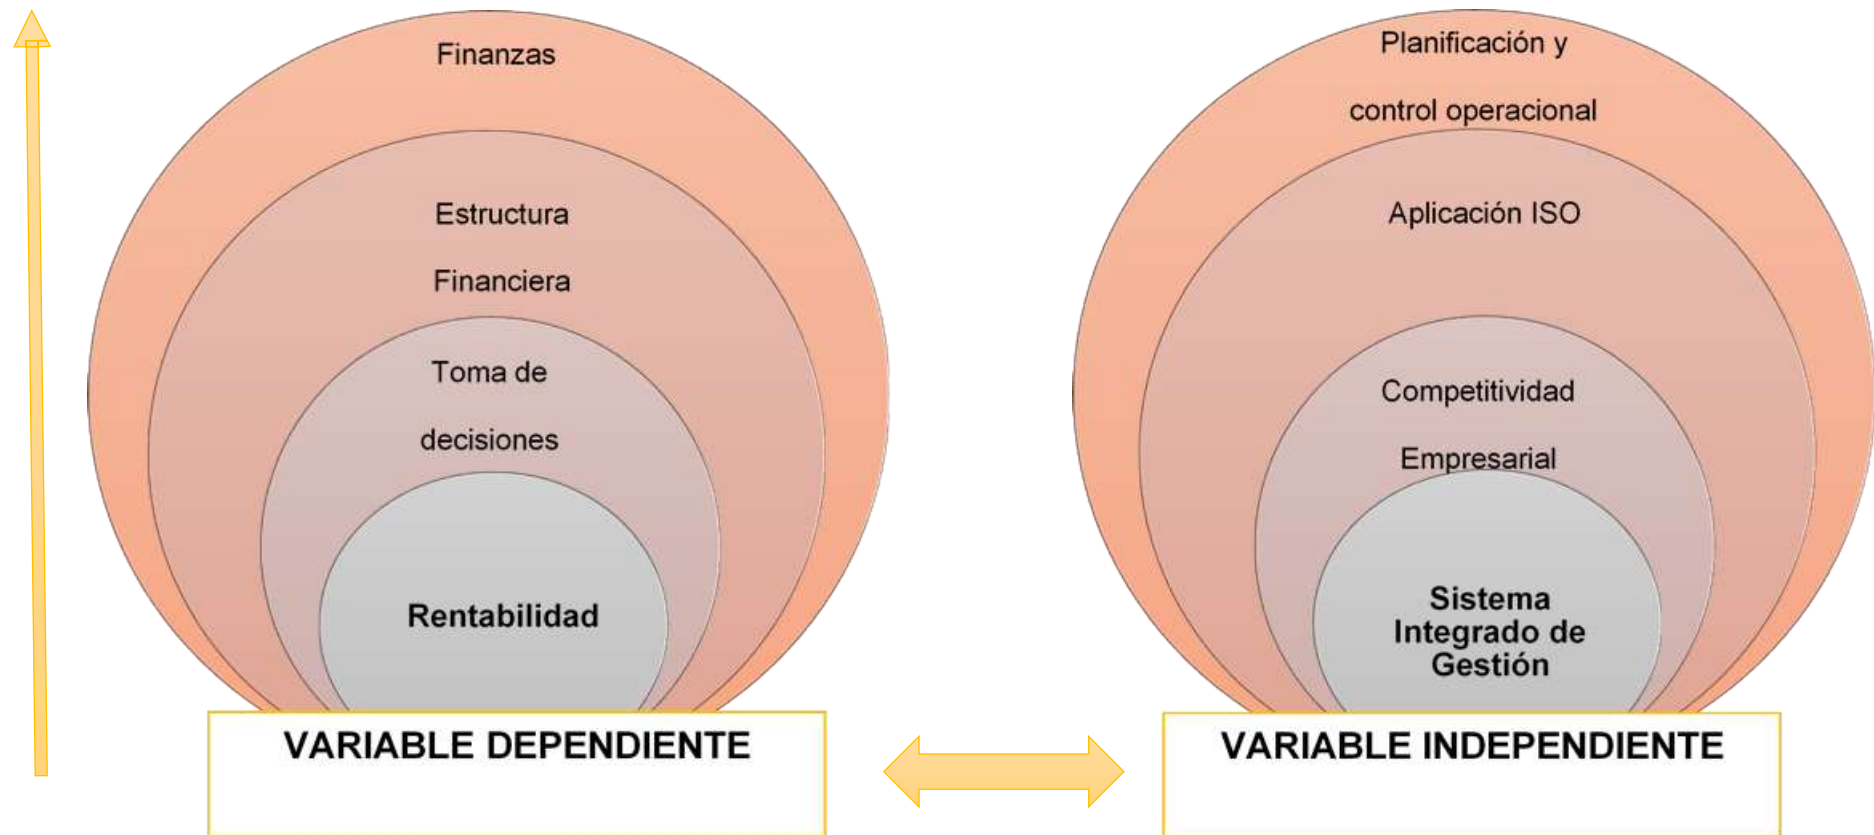 Finanzas
Estructura
Financiera
Toma de
decisiones
Rentabilidad
VARIABLE DEPENDIENTE
Planificación y
control operacional
Aplicación ISO
Competitividad
Empresarial
Sistema
Integrado de
Gestión
VARIABLE INDEPENDIENTE